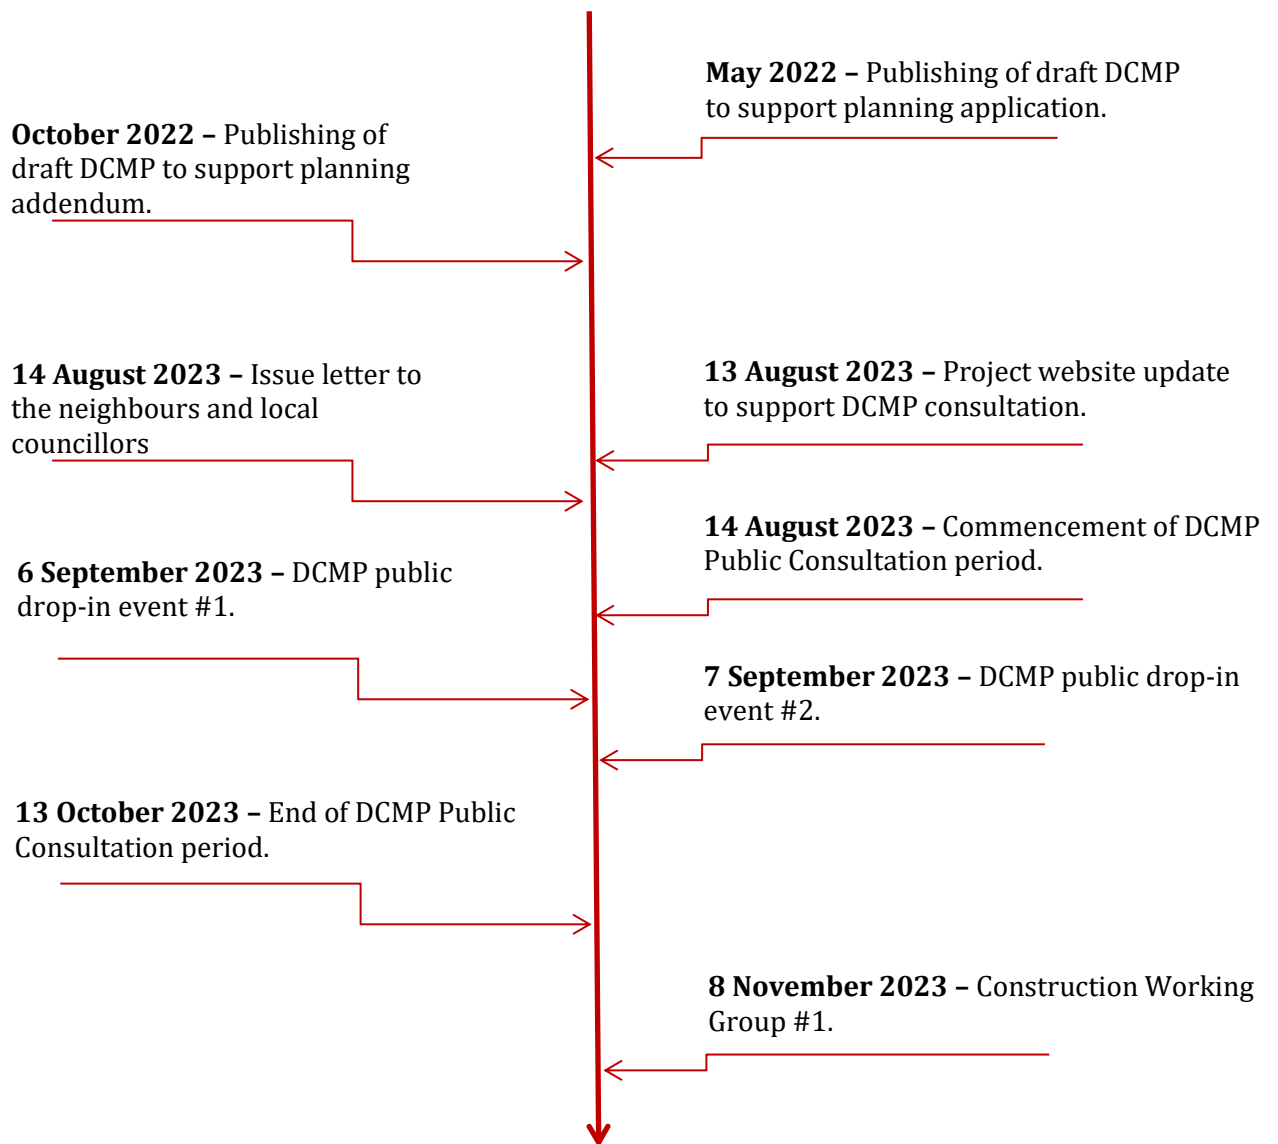 May 2022 – Publishing of draft DCMP
to support planning application.
October 2022 – Publishing of
draft DCMP to support planning
addendum.
13 August 2023 – Project website update
to support DCMP consultation.
14 August 2023 – Issue letter to
the neighbours and local
councillors
14 August 2023 – Commencement of DCMP
Public Consultation period.
6 September 2023 – DCMP public
drop-in event #1.
7 September 2023 – DCMP public drop-in
event #2.
13 October 2023 – End of DCMP Public
Consultation period.
8 November 2023 – Construction Working
Group #1.